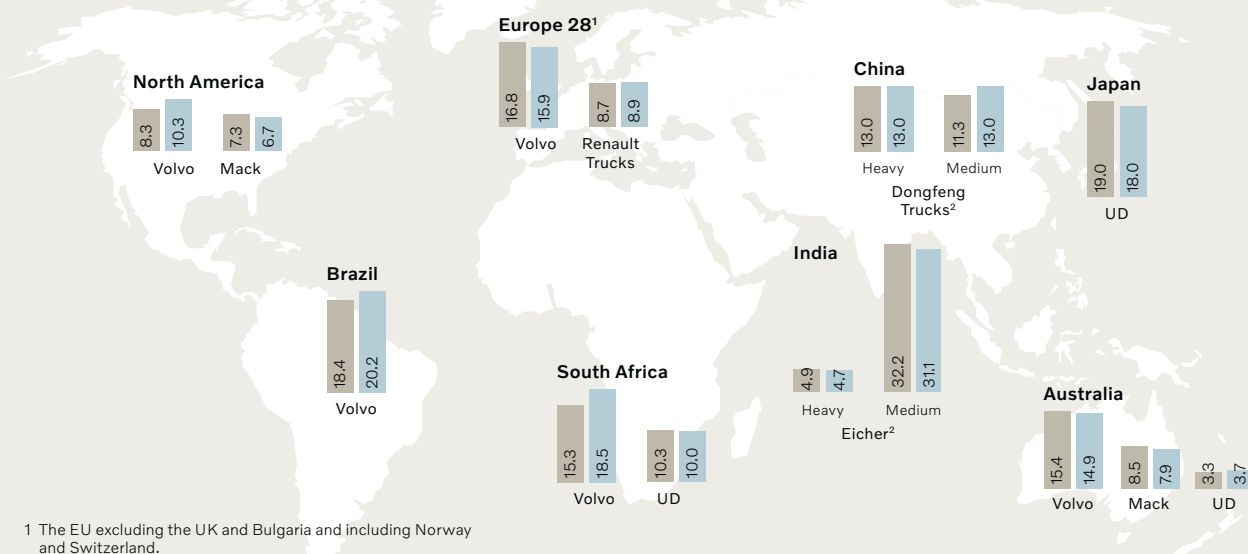 Europe 28¹
16.8
15.9
8.7
8.9
Volvo
Renault
Trucks
North America
8.3
10.3
7.3
6.7
Volvo
Mack
China
13.0
13.0
11.3
13.0
Heavy
Medium
Dongfeng
Trucks²
Japan
19.0
18.0
UD
India
4.9
4.7
32.2
31.1
Heavy
Medium
Eicher²
Brazil
18.4
20.2
Volvo
South Africa
15.3
18.5
10.3
10.0
Volvo
UD
Australia
15.4
14.9
8.5
7.9
3.3
3.7
Volvo
Mack
UD
1 The EU excluding the UK and Bulgaria and including Norway
and Switzerland.